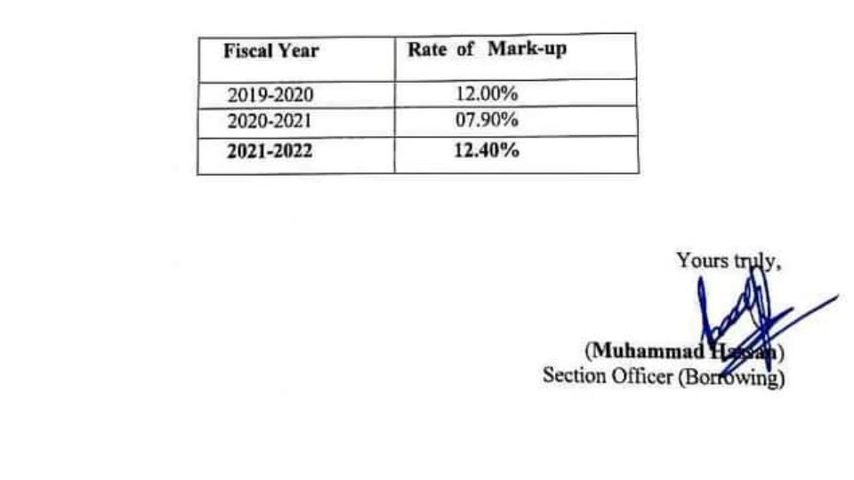 Fiscal Year Rate of Mark-up
2019-2020 12.00%
2020-2021 07.90%
2021-2022 12.40%
Yours truly,
(Muhammad Hassan)
Section Officer (Borrowing)